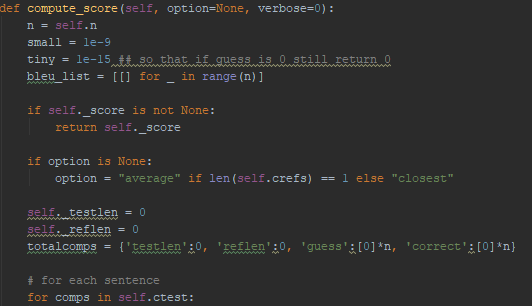 def compute_score(self, option=None, verbose=0):
    n = self.n
    small = 1e-9
    tiny = 1e-15 ## so that if guess is 0 still return 0
    bleu_list = [[] for _ in range(n)]

    if self._score is not None:
        return self._score

    if option is None:
        option = "average" if len(self.crefs) == 1 else "closest"

    self._testlen = 0
    self._reflen = 0
    totalcomps = {'testlen':0, 'reflen':0, 'guess':[0]*n, 'correct':[0]*n}

    # for each sentence
    for comps in self.ctest: